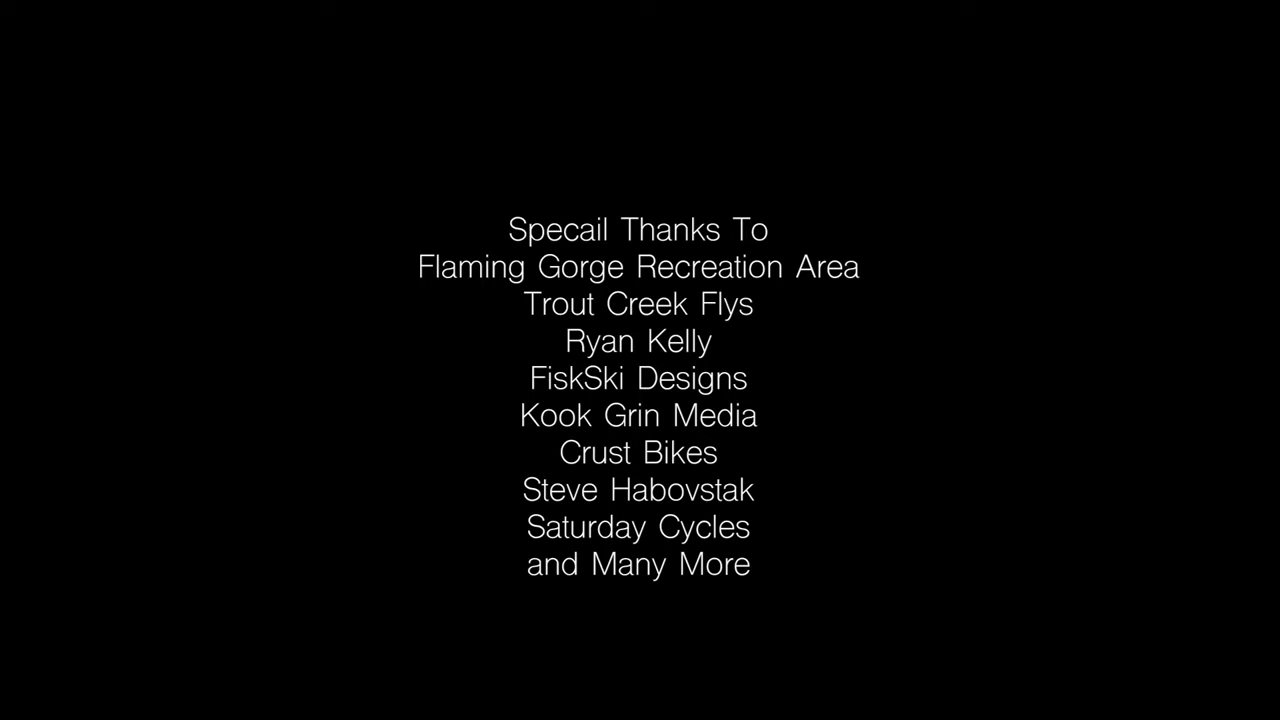 Specail Thanks To
Flaming Gorge Recreation Area
Trout Creek Flys
Ryan Kelly
FiskSki Designs
Kook Grin Media
Crust Bikes
Steve Habovstak
Saturday Cycles
and Many More